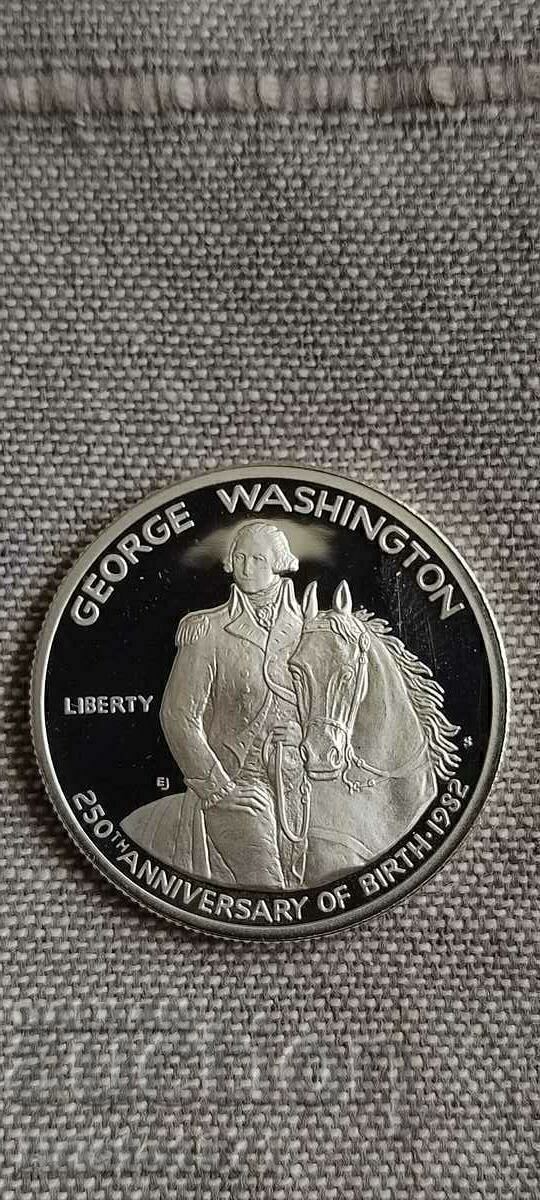 GEORGE WASHINGTON
LIBERTY
S
EJ
250TH ANNIVERSARY OF BIRTH·1982